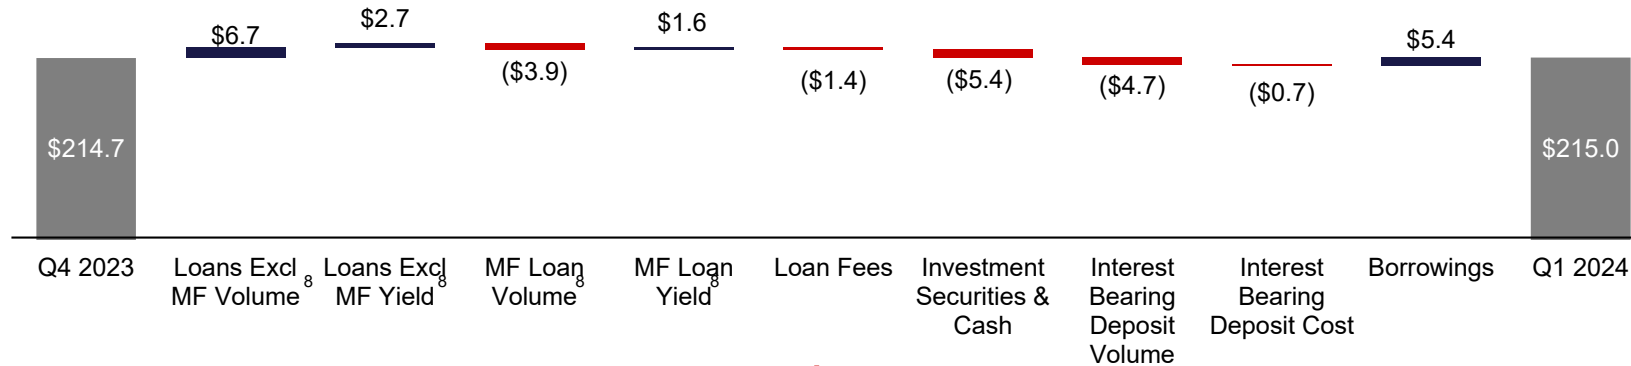 $6.7
$2.7
($3.9)
$1.6
($1.4)
($5.4)
($4.7)
($0.7)
$5.4
$214.7
$215.0
Q4 2023
Loans Excl
MF Volume 8
Loans Excl
MF Yield 8
MF Loan
Volume 8
MF Loan
Yield 8
Loan Fees
Investment
Securities &
Cash
Interest
Bearing
Deposit
Volume
Interest
Bearing
Deposit Cost
Borrowings
Q1 2024